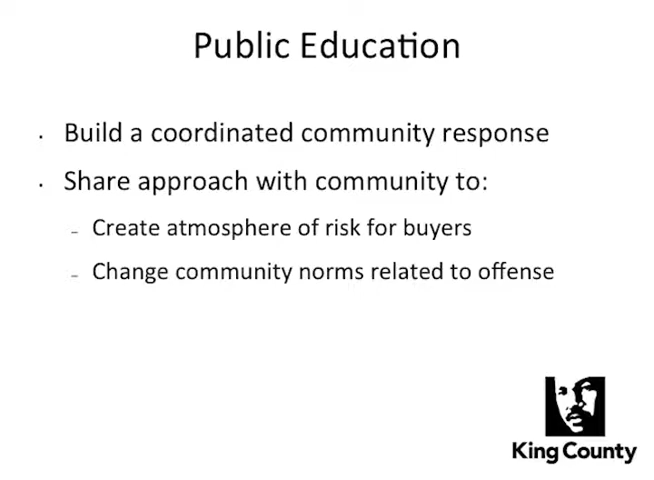 Public Education
· Build a coordinated community response
· Share approach with community to:
– Create atmosphere of risk for buyers
– Change community norms related to offense
King County